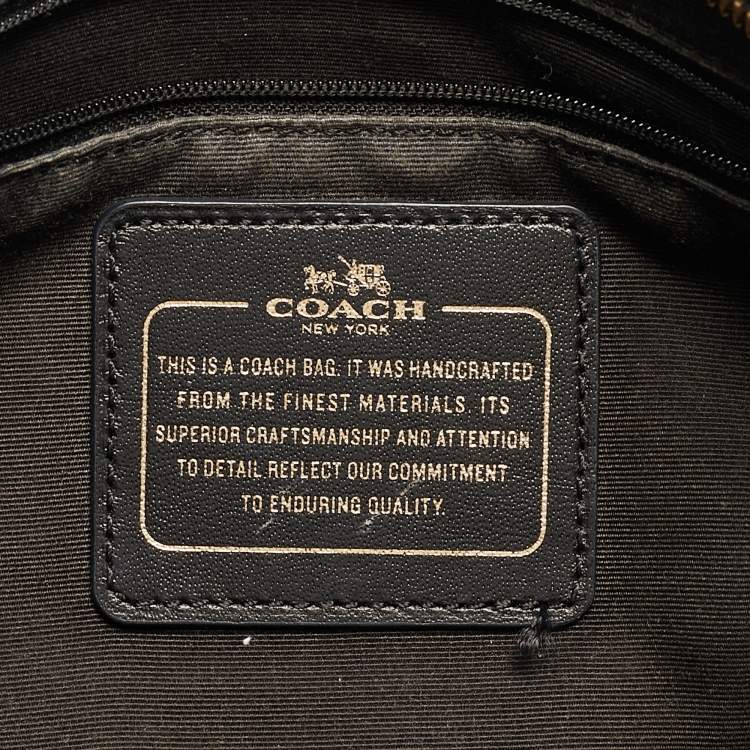 COACH
NEW YORK
THIS IS A COACH BAG. IT WAS HANDCRAFTED
FROM THE FINEST MATERIALS. ITS
SUPERIOR CRAFTSMANSHIP AND ATTENTION
TO DETAIL REFLECT OUR COMMITMENT
TO ENDURING QUALITY.